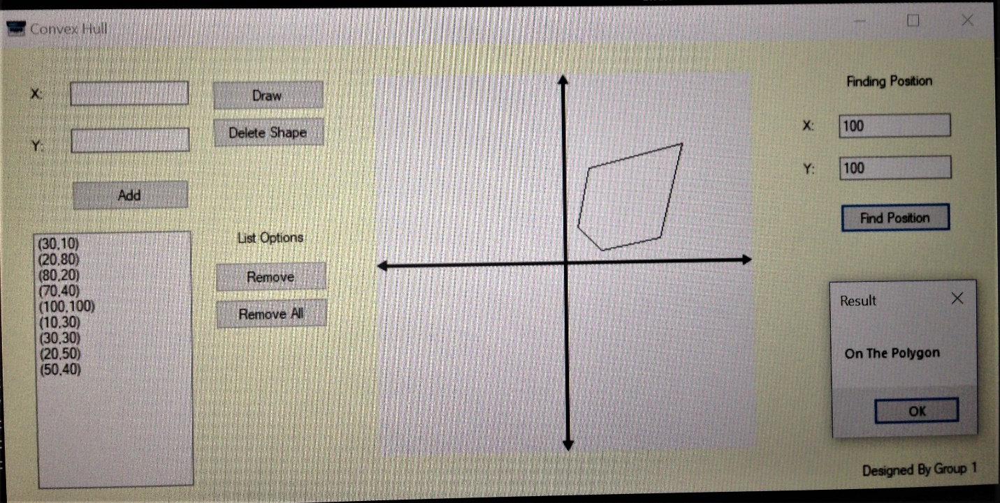 Convex Hull
X:
Draw
Delete Shape
Y:
Add
(30,10)
(20,80)
(80,20)
(70,40)
(100,100)
(10,30)
(30,30)
(20,50)
(50,40)
List Options
Remove
Remove All
Finding Position
X: 100
Y: 100
Find Position
Result
On The Polygon
OK
Designed By Group 1